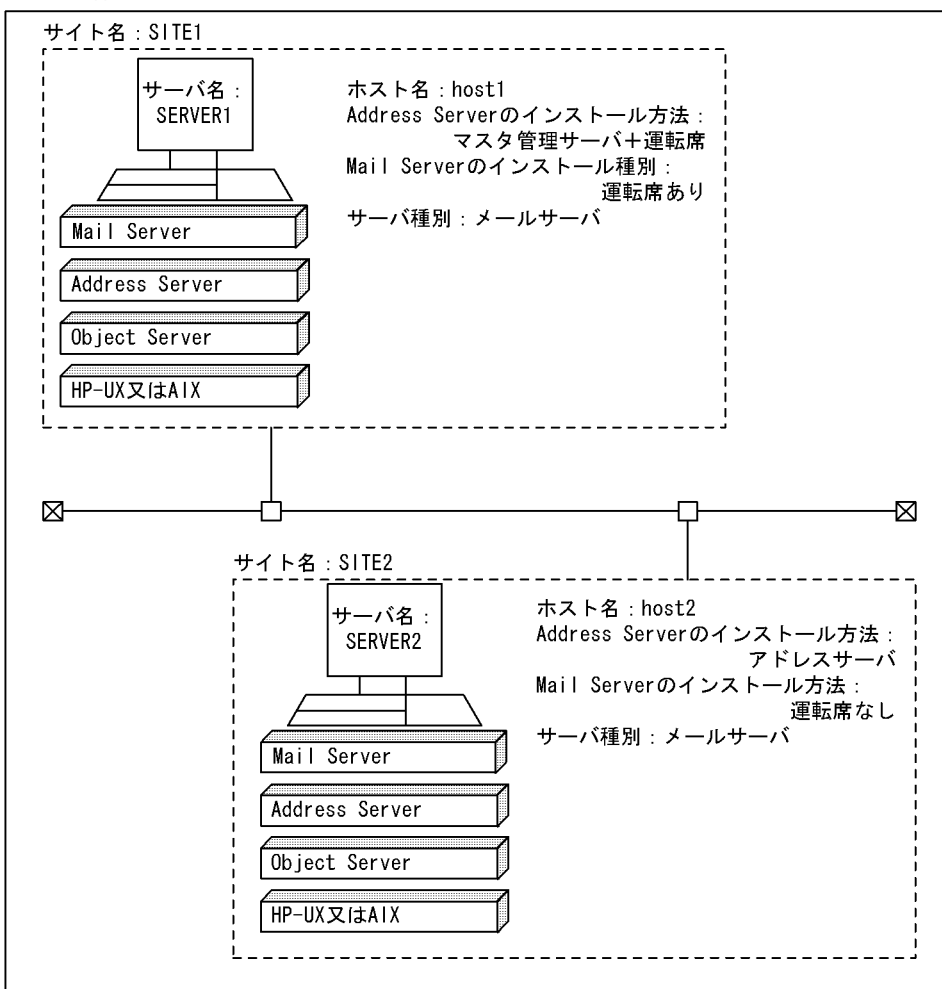 サイト名：SITE1
サーバ名：
SERVER1
ホスト名：host1
Address Serverのインストール方法：
マスタ管理サーバ＋運転席
Mail Serverのインストール種別：
運転席あり
サーバ種別：メールサーバ
Mail Server
Address Server
Object Server
HP-UX又はAIX
サイト名：SITE2
サーバ名：
SERVER2
ホスト名：host2
Address Serverのインストール方法：
アドレスサーバ
Mail Serverのインストール方法：
運転席なし
サーバ種別：メールサーバ
Mail Server
Address Server
Object Server
HP-UX又はAIX